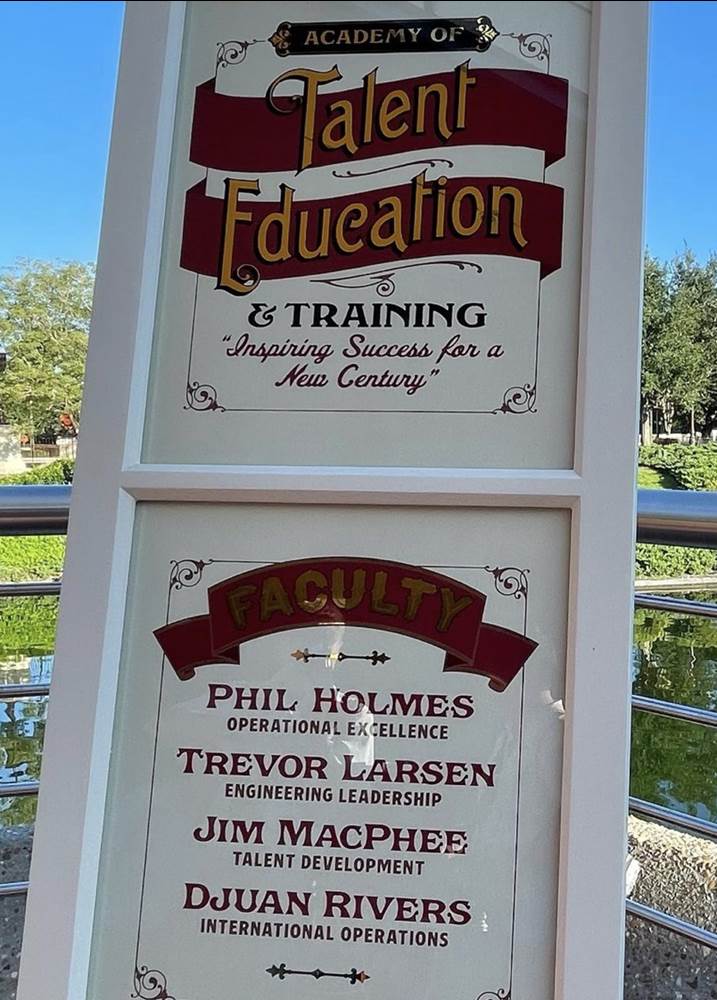 ACADEMY OF
Talent
Education
& TRAINING
"Inspiring Success for a
New Century"
FACULTY
PHIL HOLMES
OPERATIONAL EXCELLENCE
TREVOR LARSEN
ENGINEERING LEADERSHIP
JIM MACPHEE
TALENT DEVELOPMENT
DJUAN RIVERS
INTERNATIONAL OPERATIONS